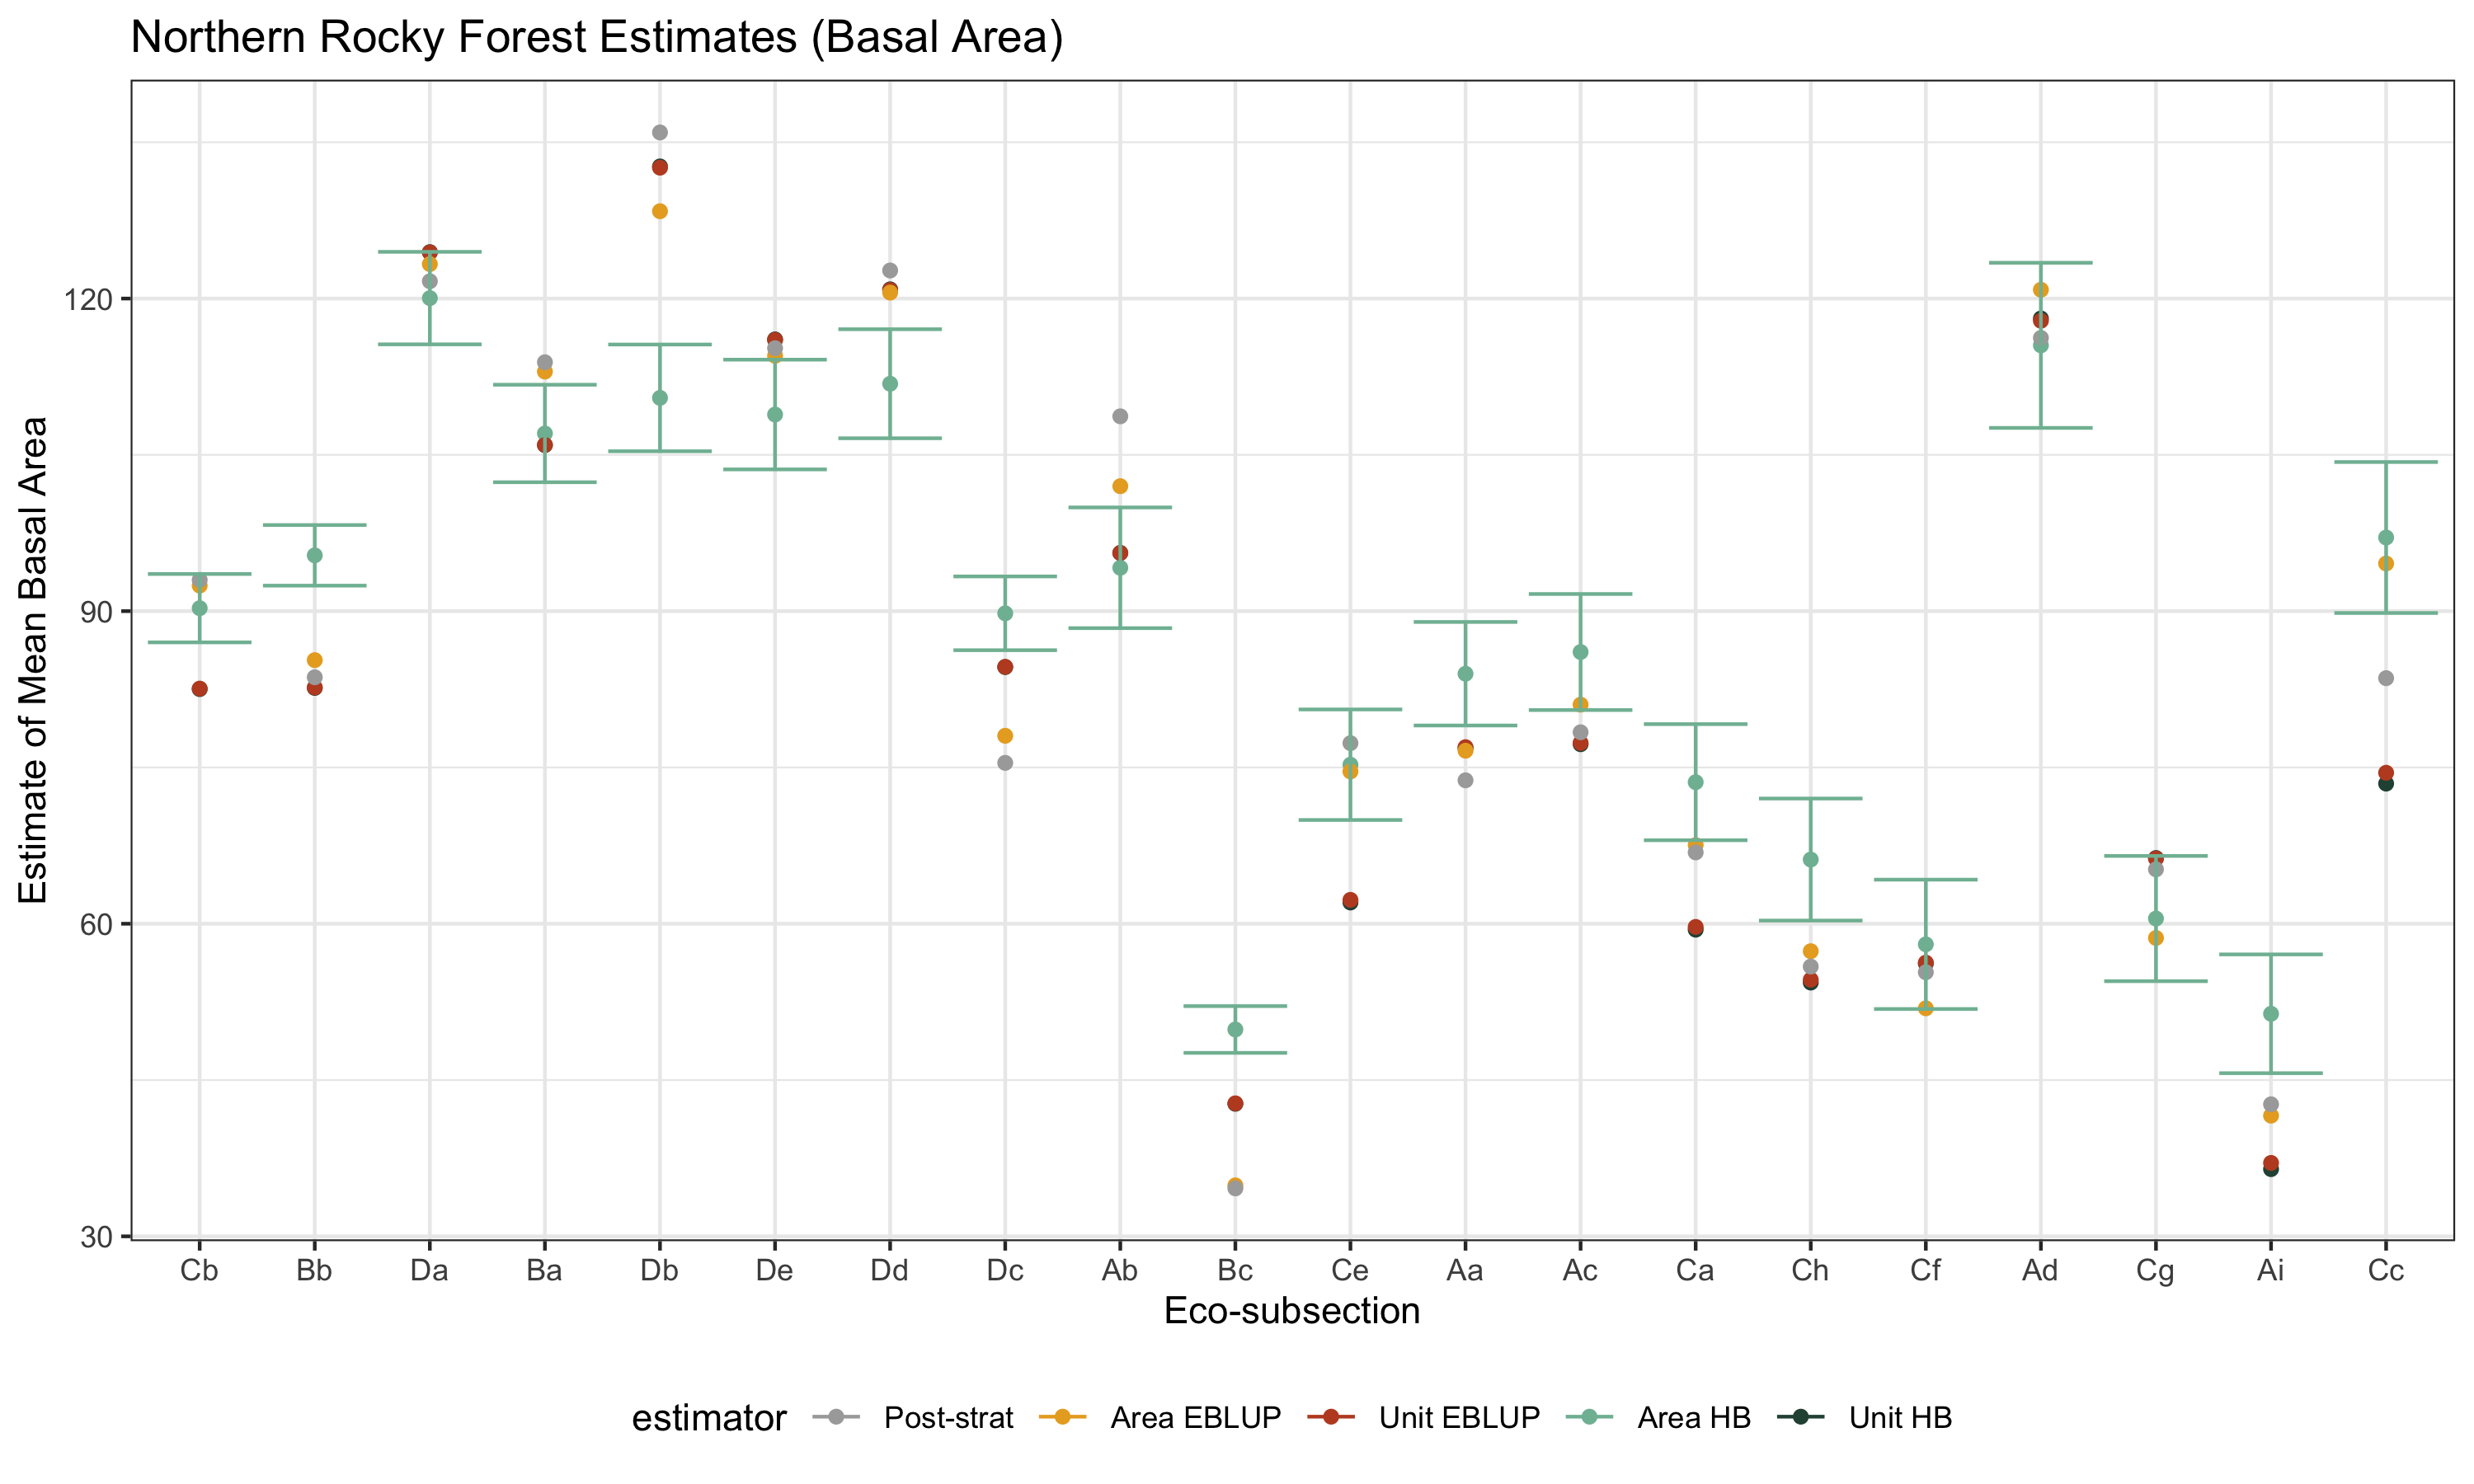 Northern Rocky Forest Estimates (Basal Area)
Estimate of Mean Basal Area
120
90
60
30
Cb Bb Da Ba Db De Dd Dc Ab Bc Ce Aa Ac Ca Ch Cf Ad Cg Ai Cc
Eco-subsection
estimator Post-strat Area EBLUP Unit EBLUP Area HB Unit HB